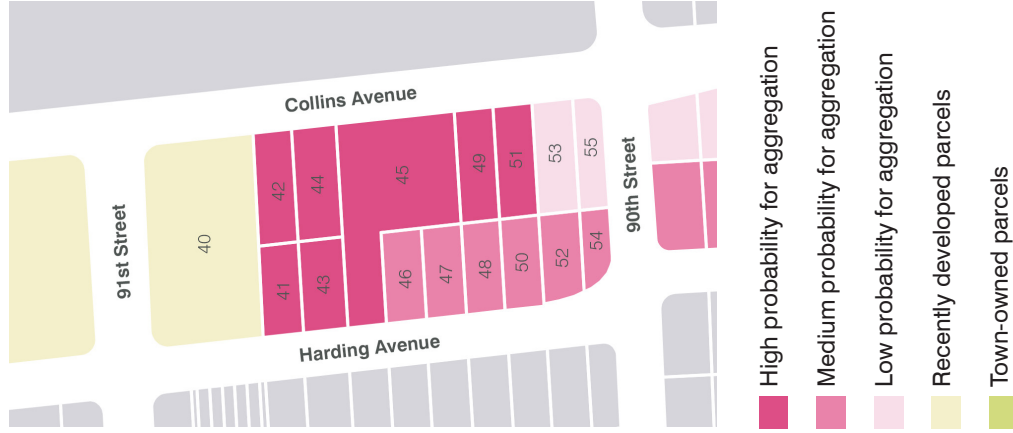 Collins Avenue
91st Street
90th Street
Harding Avenue
40
42
44
45
49
51
53
55
41
43
46
47
48
50
52
54
High probability for aggregation
Medium probability for aggregation
Low probability for aggregation
Recently developed parcels
Town-owned parcels